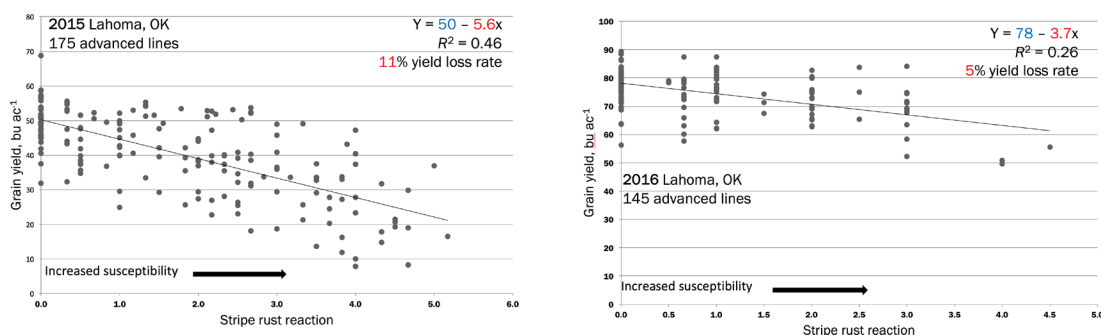 2015 Lahoma, OK
175 advanced lines
Y = 50 – 5.6x
R² = 0.46
11% yield loss rate
Grain yield, bu ac⁻¹
80
70
60
50
40
30
20
10
0
Increased susceptibility
0.0 1.0 2.0 3.0 4.0 5.0 6.0
Stripe rust reaction
Y = 78 – 3.7x
R² = 0.26
5% yield loss rate
Grain yield, bu ac⁻¹
100
90
80
70
60
50
40
30
20
10
0
2016 Lahoma, OK
145 advanced lines
Increased susceptibility
0.0 0.5 1.0 1.5 2.0 2.5 3.0 3.5 4.0 4.5 5.0
Stripe rust reaction